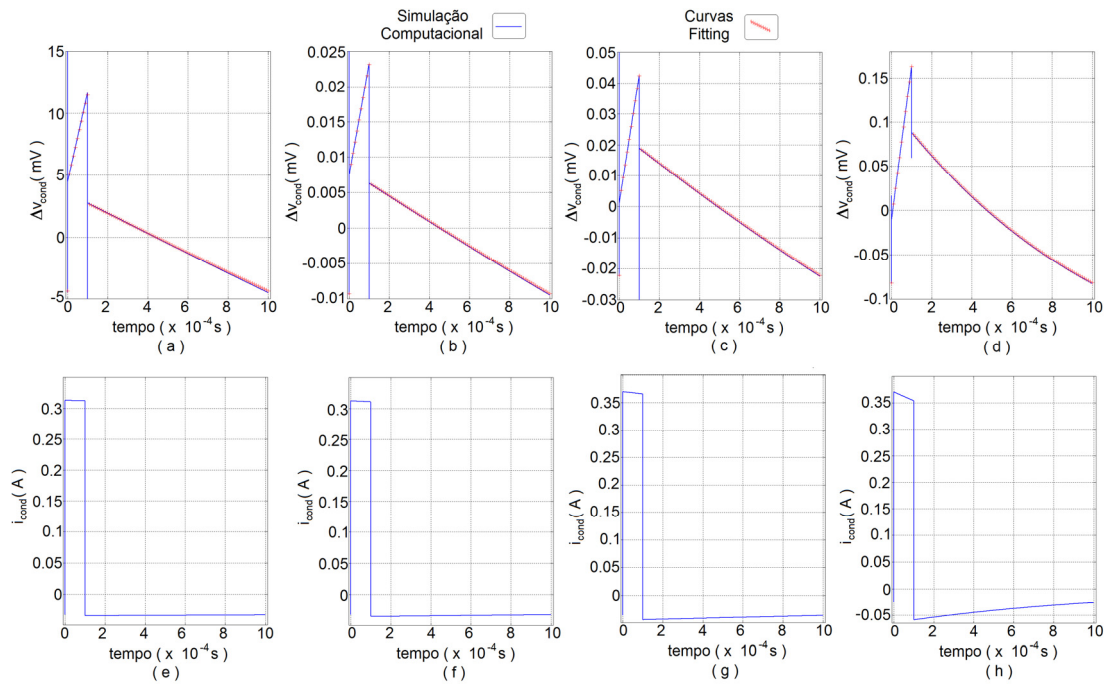 Simulação
Computacional
Curvas
Fitting
15
10
5
0
-5
Δv_cond( mV )
0 2 4 6 8 10
tempo ( x 10⁻⁴ s )
( a )
0.025
0.02
0.015
0.01
0.005
0
-0.005
-0.01
Δv_cond( mV )
0 2 4 6 8 10
tempo ( x 10⁻⁴ s )
( b )
0.05
0.04
0.03
0.02
0.01
0
-0.01
-0.02
-0.03
Δv_cond( mV )
0 2 4 6 8 10
tempo ( x 10⁻⁴ s )
( c )
0.15
0.1
0.05
0
-0.05
-0.1
Δv_cond( mV )
0 2 4 6 8 10
tempo ( x 10⁻⁴ s )
( d )
0.3
0.25
0.2
0.15
0.1
0.05
0
i_cond( A )
0 2 4 6 8 10
tempo ( x 10⁻⁴ s )
( e )
0.3
0.25
0.2
0.15
0.1
0.05
0
i_cond( A )
0 2 4 6 8 10
tempo ( x 10⁻⁴ s )
( f )
0.35
0.3
0.25
0.2
0.15
0.1
0.05
0
i_cond( A )
0 2 4 6 8 10
tempo ( x 10⁻⁴ s )
( g )
0.35
0.3
0.25
0.2
0.15
0.1
0.05
0
-0.05
i_cond( A )
0 2 4 6 8 10
tempo ( x 10⁻⁴ s )
( h )